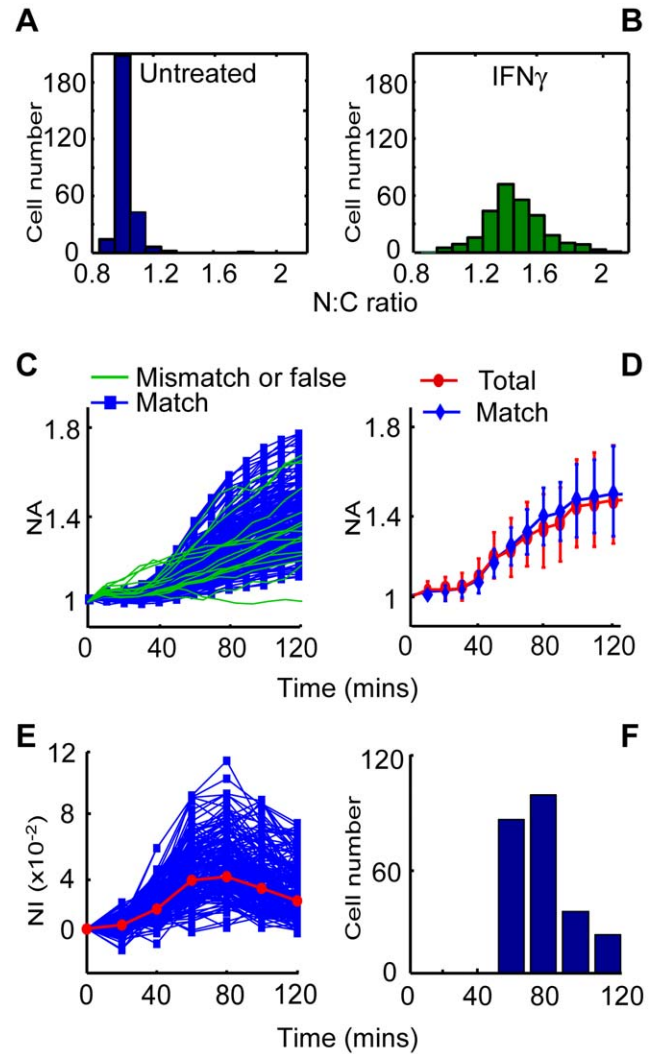 A
B
Untreated
IFNγ
Cell number
180
120
60
0
0.8 1.2 1.6 2
Cell number
180
120
60
0
0.8 1.2 1.6 2
N:C ratio
C
D
Mismatch or false
Match
Total
Match
NA
1.8
1.4
1
0 40 80 120
NA
1.8
1.4
1
0 40 80 120
Time (mins)
E
F
NI (x10-2)
12
8
4
0
0 40 80 120
Cell number
120
60
0
0 40 80 120
Time (mins)